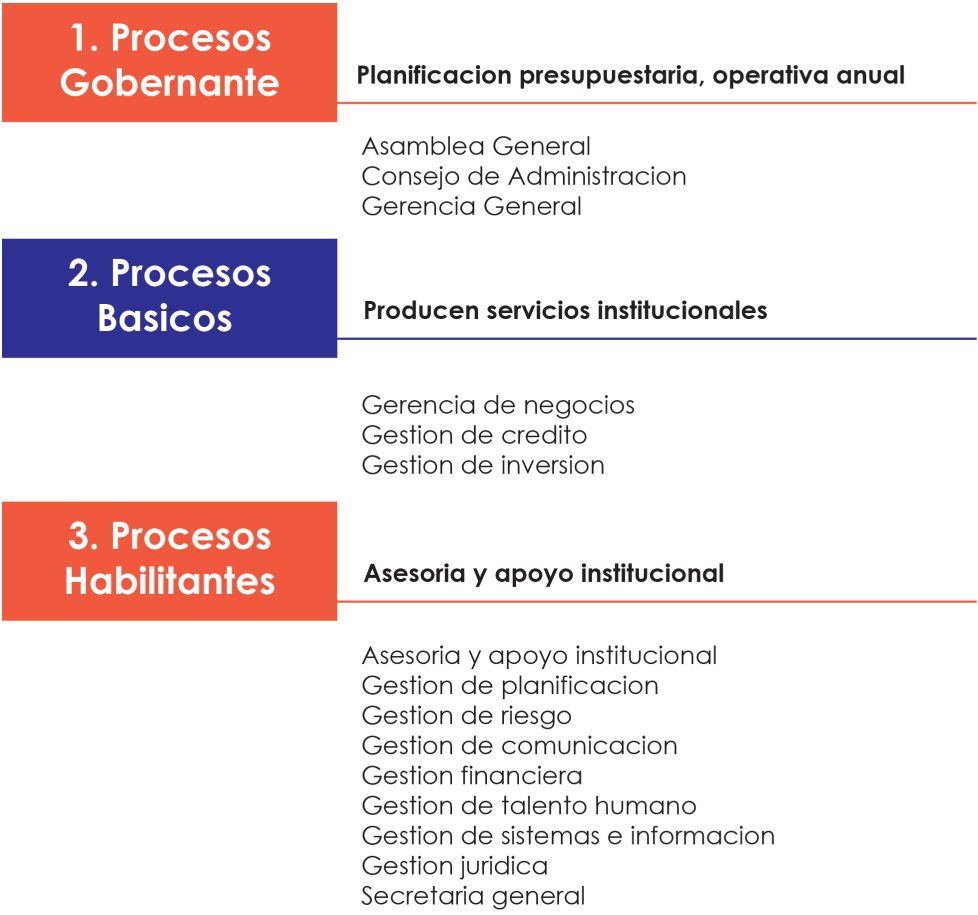 1. Procesos
Gobernante
Planificacion presupuestaria, operativa anual
Asamblea General
Consejo de Administracion
Gerencia General
2. Procesos
Basicos
Producen servicios institucionales
Gerencia de negocios
Gestion de credito
Gestion de inversion
3. Procesos
Habilitantes
Asesoria y apoyo institucional
Asesoria y apoyo institucional
Gestion de planificacion
Gestion de riesgo
Gestion de comunicacion
Gestion financiera
Gestion de talento humano
Gestion de sistemas e informacion
Gestion juridica
Secretaria general